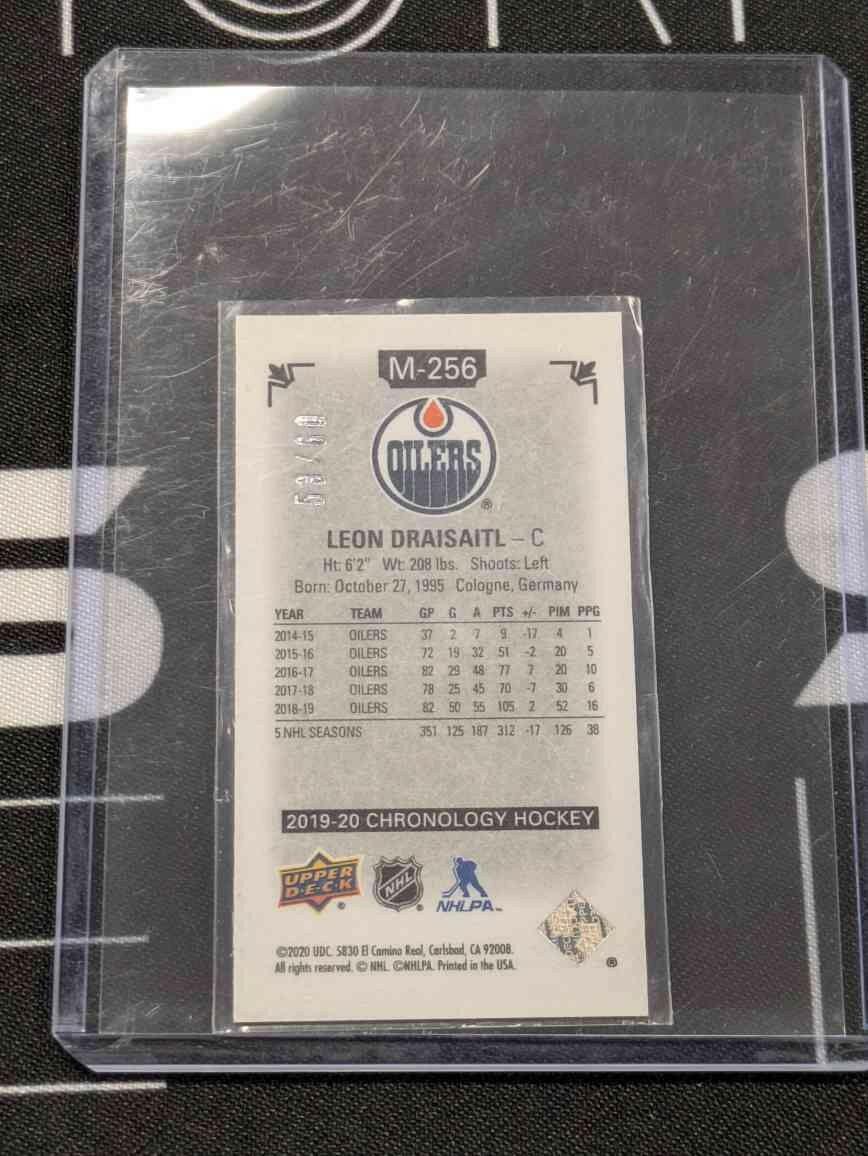 M-256
OILERS
®
LEON DRAISAITL – C
Ht: 6'2" Wt: 208 lbs. Shoots: Left
Born: October 27, 1995 Cologne, Germany
YEAR TEAM GP G A PTS +/- PIM PPG
2014-15 OILERS 37 2 7 9 -17 4 1
2015-16 OILERS 72 19 32 51 -2 20 5
2016-17 OILERS 82 29 48 77 7 20 10
2017-18 OILERS 78 25 45 70 -7 30 6
2018-19 OILERS 82 50 55 105 2 52 16
5 NHL SEASONS 351 125 187 312 -17 126 38
2019-20 CHRONOLOGY HOCKEY
UPPER DECK ® NHL ® NHLPA™
©2020 UDC. 5830 El Camino Real, Carlsbad, CA 92008.
All rights reserved. © NHL. ©NHLPA. Printed in the USA.
®